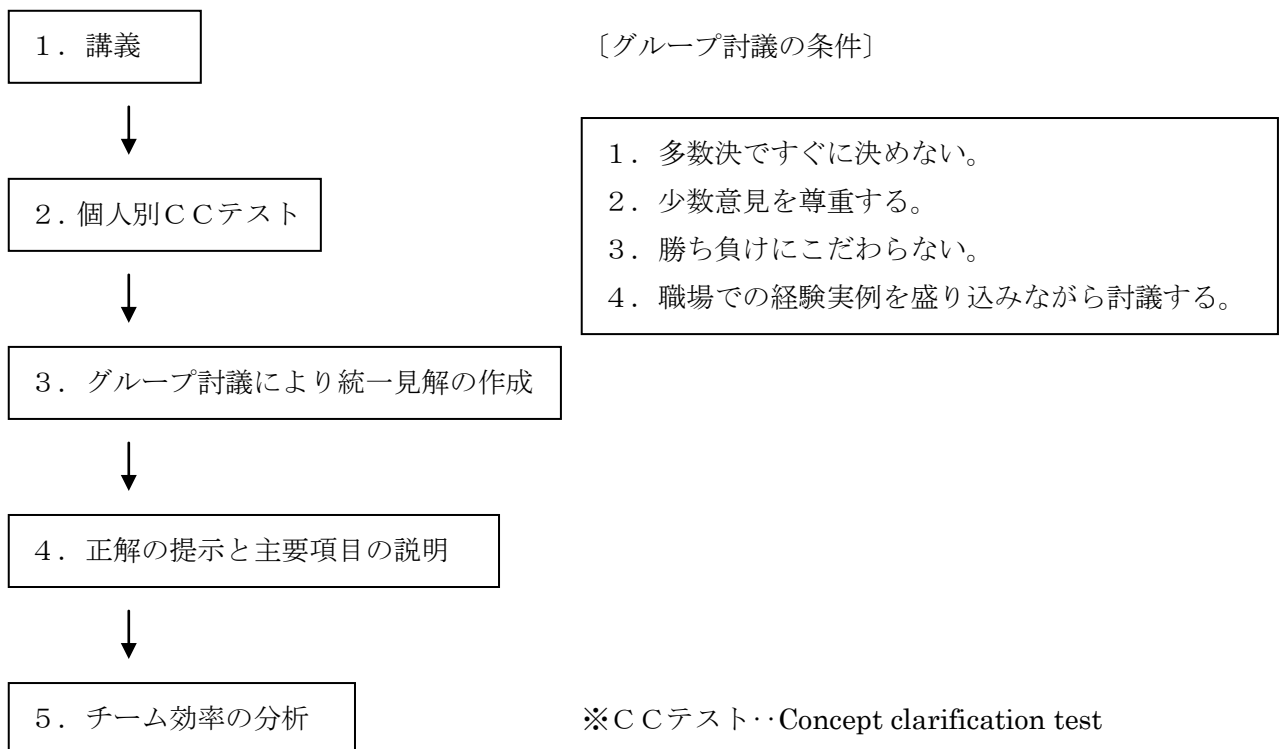 １．講義
〔グループ討議の条件〕
１．多数決ですぐに決めない。
２．少数意見を尊重する。
３．勝ち負けにこだわらない。
４．職場での経験実例を盛り込みながら討議する。
２. 個人別ＣＣテスト
３．グループ討議により統一見解の作成
４．正解の提示と主要項目の説明
５．チーム効率の分析
※ＣＣテスト‥Concept clarification test